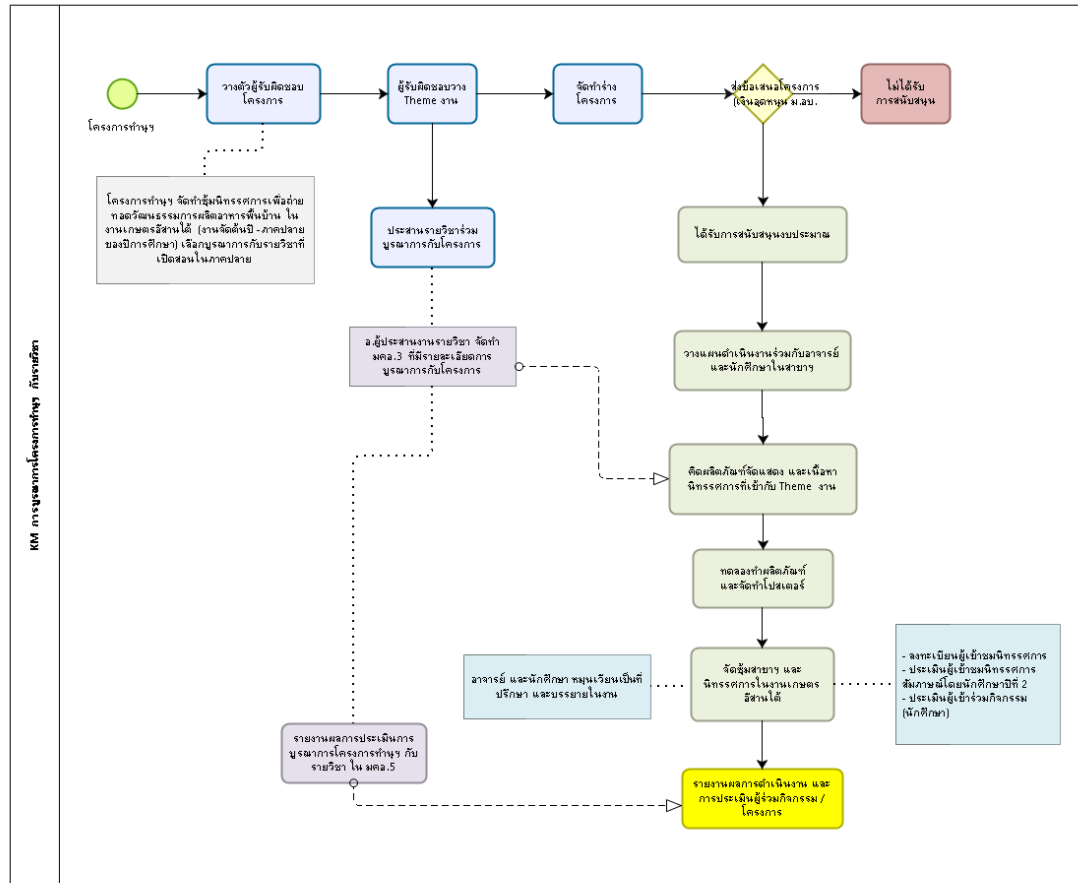 KM การบูรณาการโครงการทำนุฯ กับรายวิชา
โครงการทำนุฯ
วางตัวผู้รับผิดชอบ
โครงการ
ผู้รับผิดชอบวาง
Theme งาน
จัดทำร่าง
โครงการ
ส่งข้อเสนอโครงการ
(เงินอุดหนุน ม.อบ.
ไม่ได้รับ
การสนับสนุน
โครงการทำนุฯ จัดทำซุ้มนิทรรศการเพื่อถ่าย
ทอดวัฒนธรรมการผลิตอาหารพื้นบ้าน ใน
งานเกษตรอีสานใต้ (งานจัดต้นปี -ภาคปลาย
ของปีการศึกษา) เลือกบูรณาการกับรายวิชาที่
เปิดสอนในภาคปลาย
ประสานรายวิชาร่วม
บูรณาการกับโครงการ
ได้รับการสนับสนุนงบประมาณ
อ.ผู้ประสานงานรายวิชา จัดทำ
มคอ.3 ที่มีรายละเอียดการ
บูรณาการกับโครงการ
วางแผนดำเนินงานร่วมกับอาจารย์
และนักศึกษาในสาขาฯ
คิดผลิตภัณฑ์จัดแสดง และเนื้อหา
นิทรรศการที่เข้ากับ Theme งาน
ทดลองทำผลิตภัณฑ์
และจัดทำโปสเตอร์
อาจารย์ และนักศึกษา หมุนเวียนเป็นที่
ปรึกษา และบรรยายในงาน
จัดซุ้มสาขาฯ และ
นิทรรศการในงานเกษตร
อีสานใต้
- ลงทะเบียนผู้เข้าชมนิทรรศการ
- ประเมินผู้เข้าชมนิทรรศการ
สัมภาษณ์โดยนักศึกษาปีที่ 2
- ประเมินผู้เข้าร่วมกิจกรรม
(นักศึกษา)
รายงานผลการประเมินการ
บูรณาการโครงการทำนุฯ กับ
รายวิชา ใน มคอ.5
รายงานผลการดำเนินงาน และ
การประเมินผู้ร่วมกิจกรรม /
โครงการ